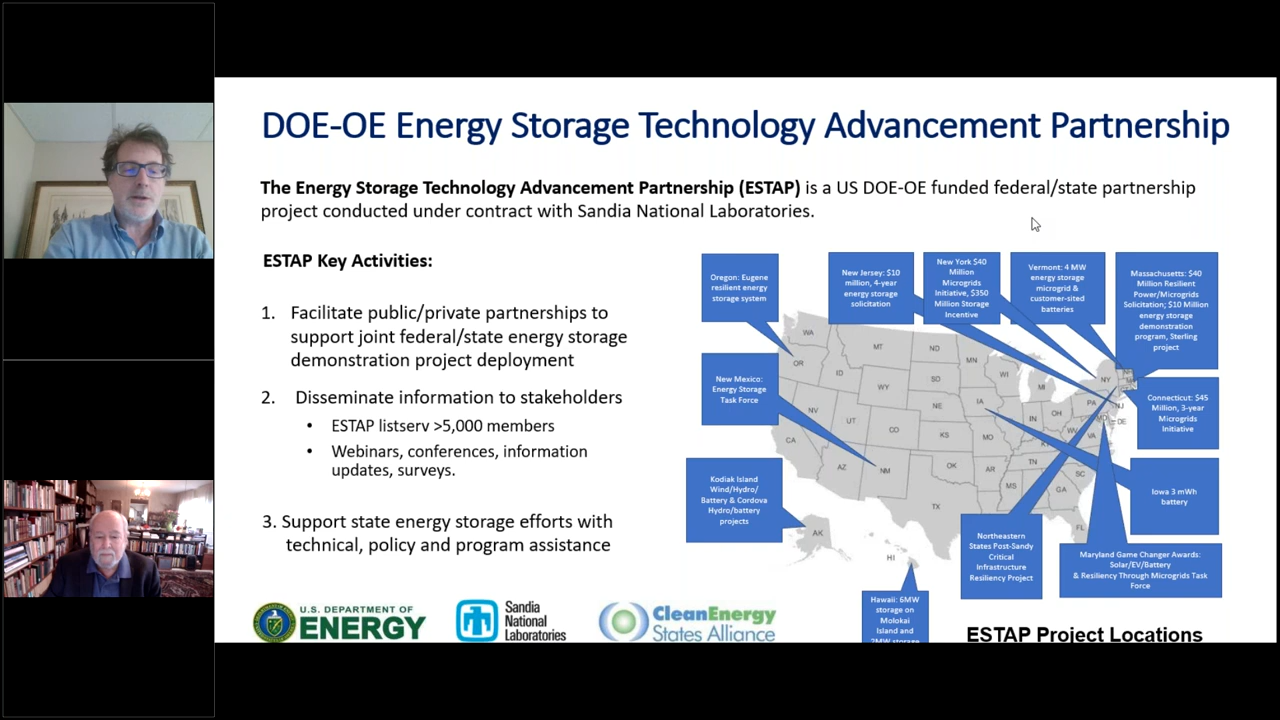 DOE-OE Energy Storage Technology Advancement Partnership
The Energy Storage Technology Advancement Partnership (ESTAP) is a US DOE-OE funded federal/state partnership
project conducted under contract with Sandia National Laboratories.
ESTAP Key Activities:
1. Facilitate public/private partnerships to
support joint federal/state energy storage
demonstration project deployment
2. Disseminate information to stakeholders
• ESTAP listserv >5,000 members
• Webinars, conferences, information
updates, surveys.
3. Support state energy storage efforts with
technical, policy and program assistance
Oregon: Eugene
resilient energy
storage system
New Jersey: $10
million, 4-year
energy storage
solicitation
New York $40
Million
Microgrids
Initiative, $350
Million Storage
Incentive
Vermont: 4 MW
energy storage
microgrid &
customer-sited
batteries
Massachusetts: $40
Million Resilient
Power/Microgrids
Solicitation; $10 Million
energy storage
demonstration
program, Sterling
project
New Mexico:
Energy Storage
Task Force
Connecticut: $45
Million, 3-year
Microgrids
Initiative
Kodiak Island
Wind/Hydro/
Battery & Cordova
Hydro/battery
projects
Iowa 3 mWh
battery
Northeastern
States Post-Sandy
Critical
Infrastructure
Resiliency Project
Maryland Game Changer Awards:
Solar/EV/Battery
& Resiliency Through Microgrids Task
Force
Hawaii: 6MW
storage on
Molokai
Island and
2MW storage
WA
OR
MT
ND
MN
ID
WY
SD
WI
MI
NY
NV
UT
CO
NE
IA
IN
OH
PA
NJ
MD
DE
CA
AZ
NM
KS
MO
WV
VA
OK
AR
TN
SC
TX
MS
GA
FL
AK
HI
U.S. DEPARTMENT OF
ENERGY
Sandia
National
Laboratories
CleanEnergy
States Alliance
ESTAP Project Locations